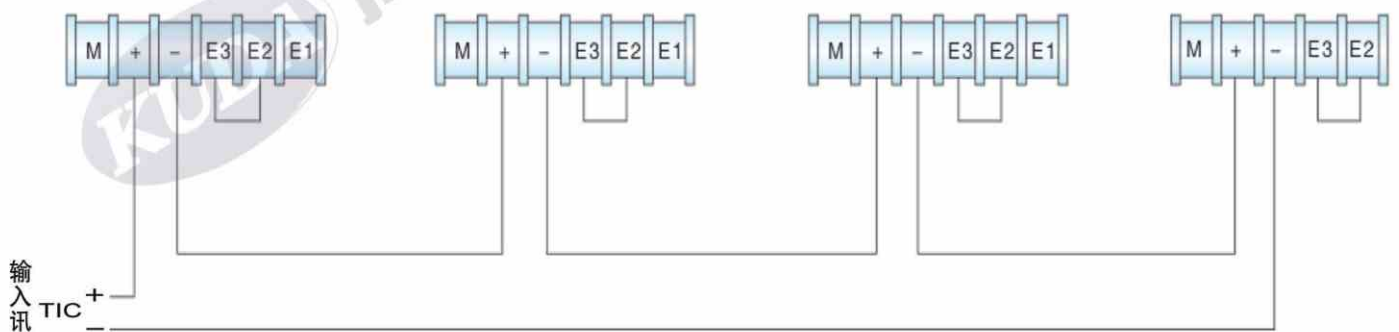 M + - E3 E2 E1
M + - E3 E2 E1
M + - E3 E2 E1
M + - E3 E2
KUDI
输入讯
TIC
+
-